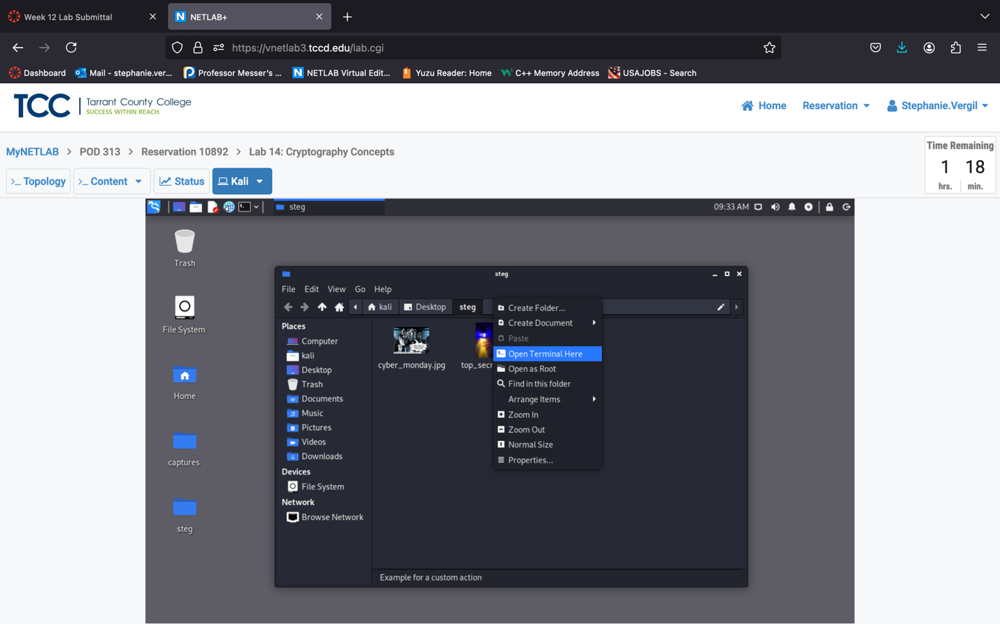 Week 12 Lab Submittal
NETLAB+
https://vnetlab3.tccd.edu/lab.cgi
Dashboard
Mail - stephanie.ver...
Professor Messer's ...
NETLAB Virtual Edit...
Yuzu Reader: Home
C++ Memory Address
USAJOBS - Search
TCC
Tarrant County College
SUCCESS WITHIN REACH.
Home
Reservation
Stephanie.Vergil
MyNETLAB > POD 313 > Reservation 10892 > Lab 14: Cryptography Concepts
Time Remaining
1 18
hrs. min.
>_ Topology
>_ Content
Status
Kali
steg
09:33 AM
Trash
File System
Home
captures
steg
steg
File Edit View Go Help
kali
Desktop
steg
Places
Computer
kali
Desktop
Trash
Documents
Music
Pictures
Videos
Downloads
Devices
File System
Network
Browse Network
cyber_monday.jpg
top_secr
Create Folder...
Create Document
Paste
Open Terminal Here
Open as Root
Find in this folder
Arrange Items
Zoom In
Zoom Out
Normal Size
Properties...
Example for a custom action